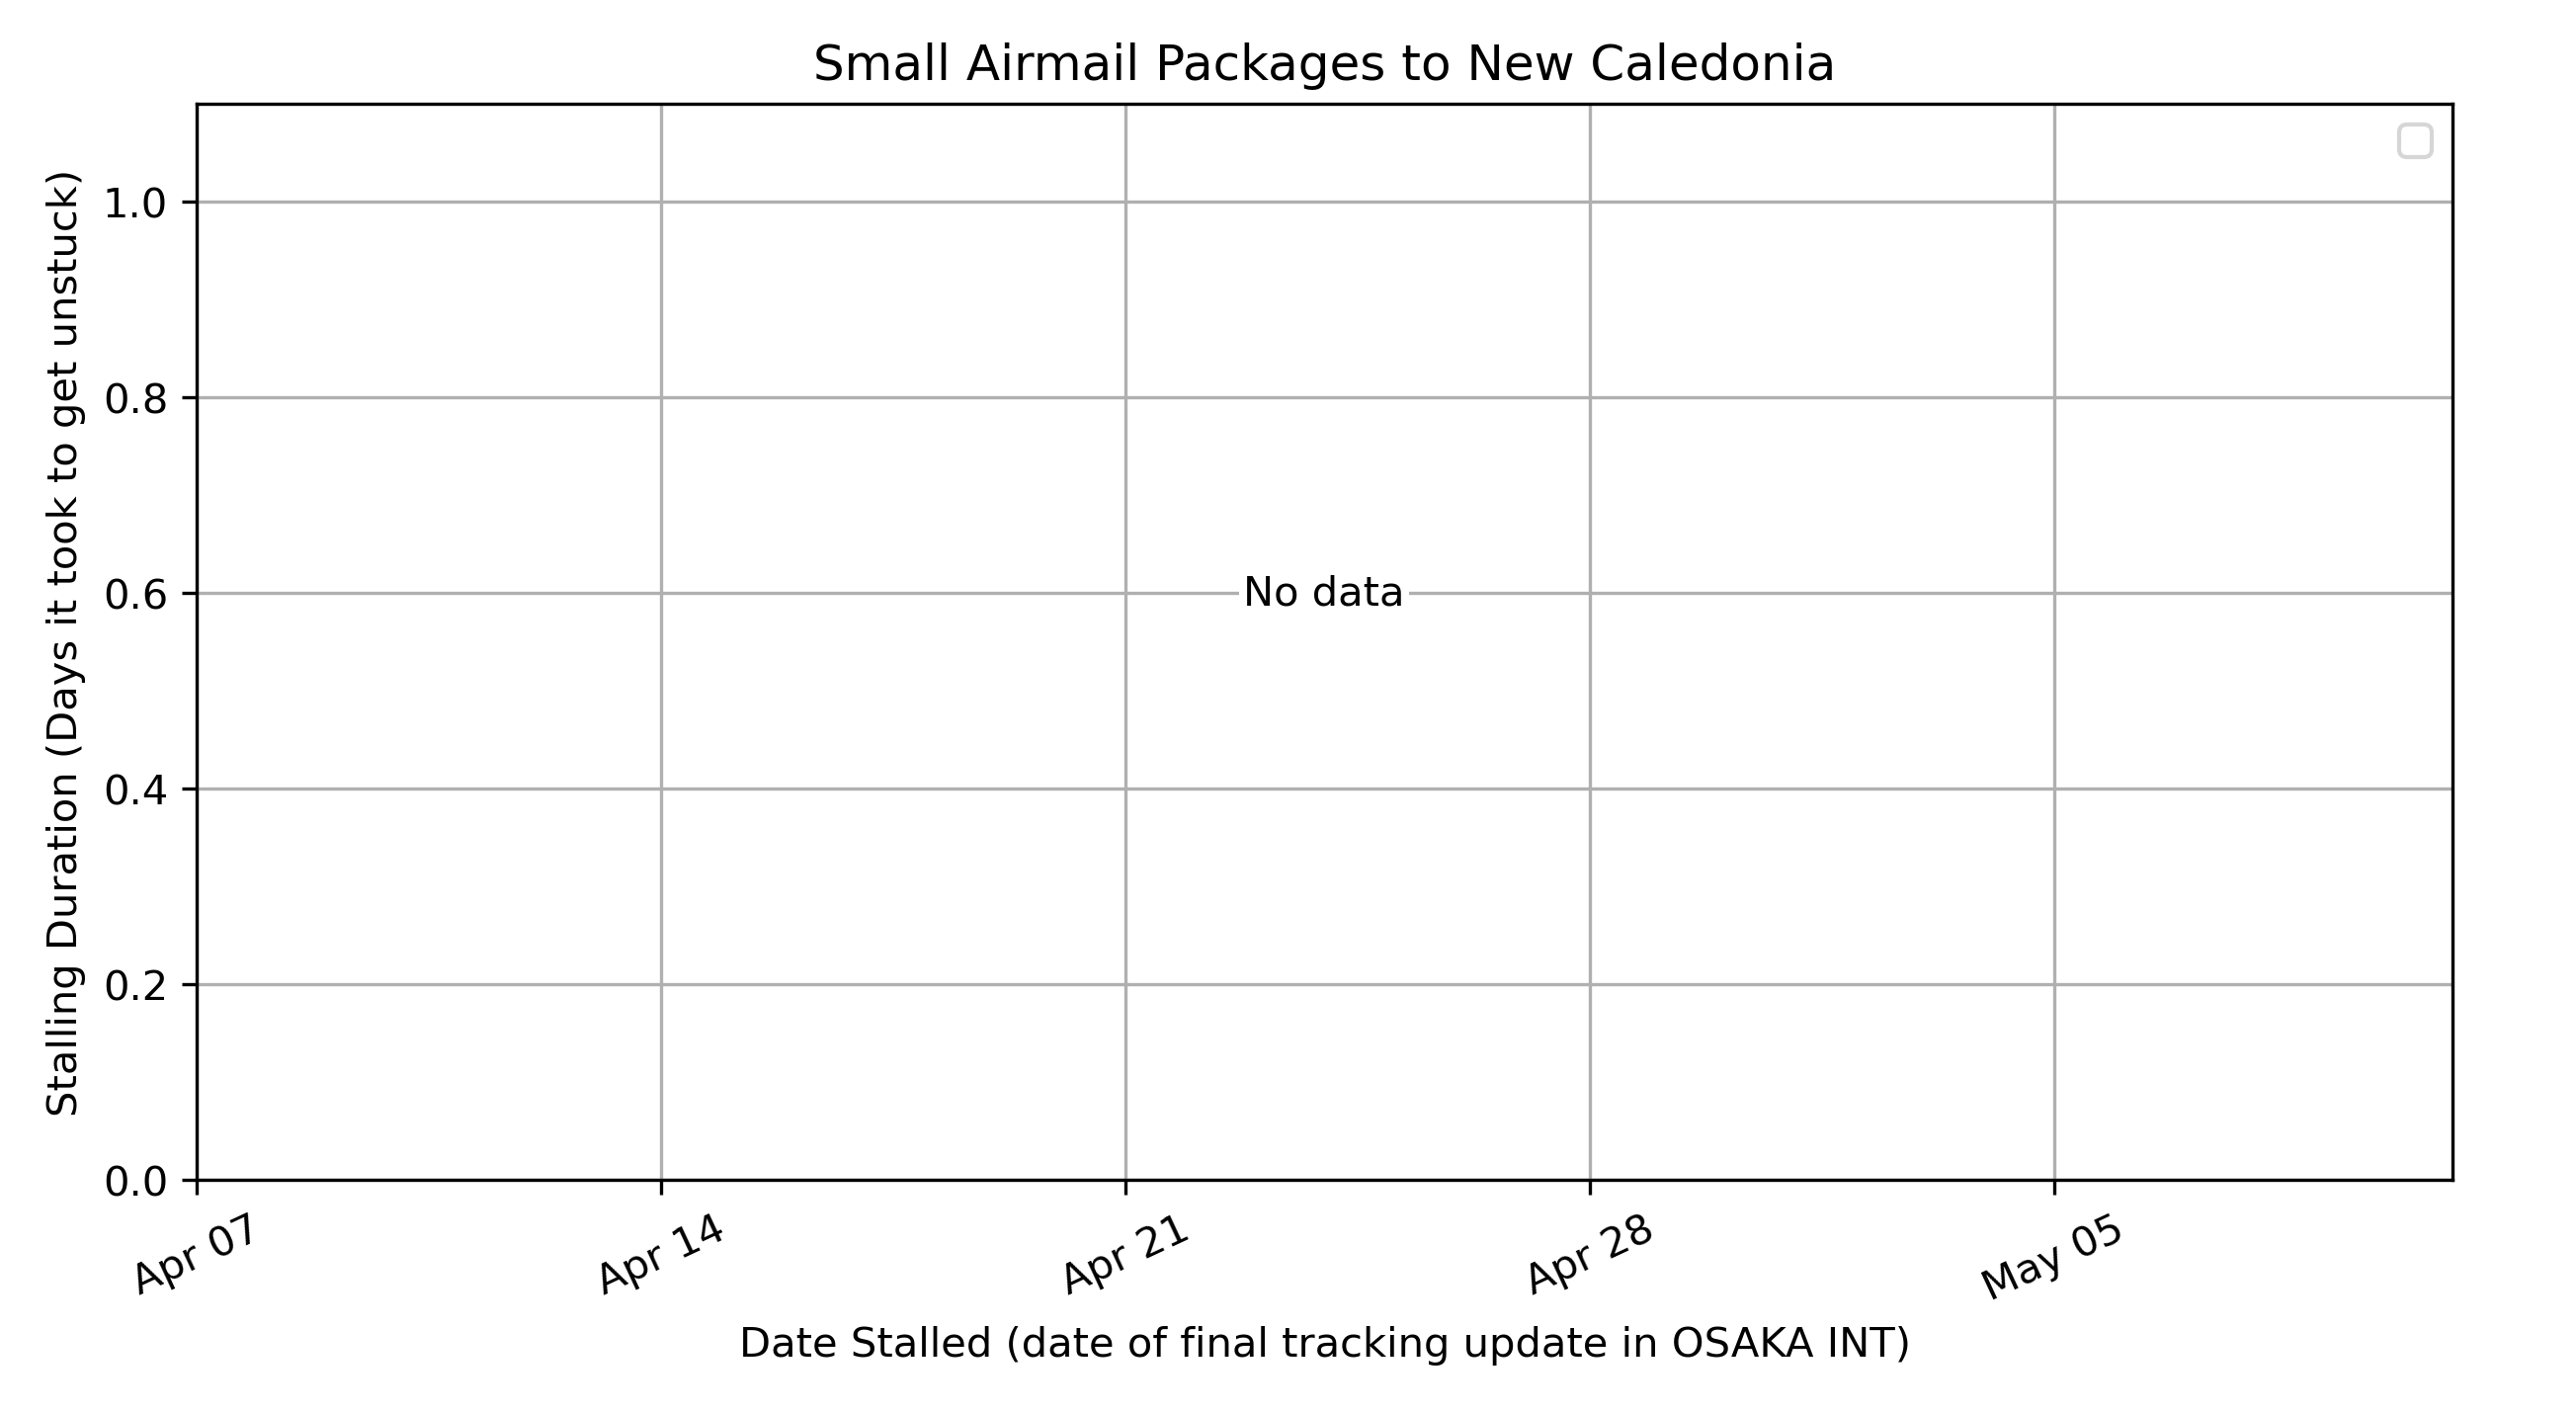 Small Airmail Packages to New Caledonia
Stalling Duration (Days it took to get unstuck)
1.0
0.8
0.6
0.4
0.2
0.0
No data
Apr 07
Apr 14
Apr 21
Apr 28
May 05
Date Stalled (date of final tracking update in OSAKA INT)